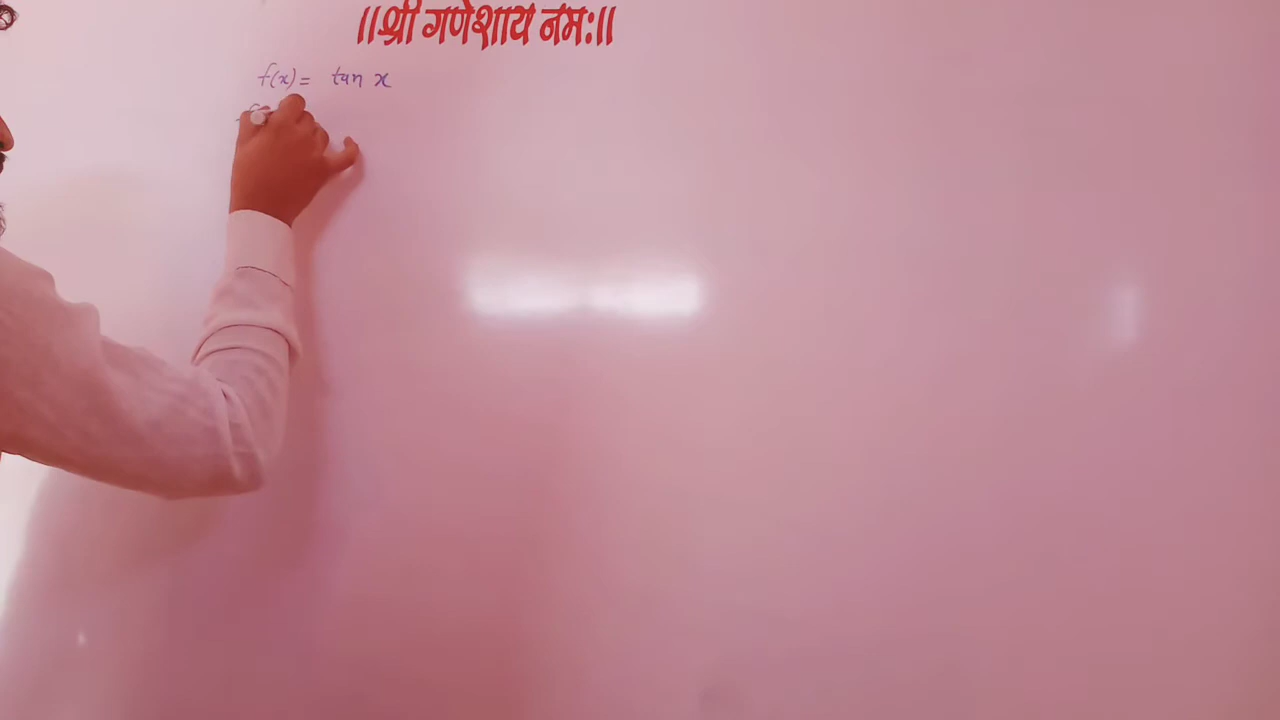 ॥श्री गणेशाय नमः॥
f(x) = tan x